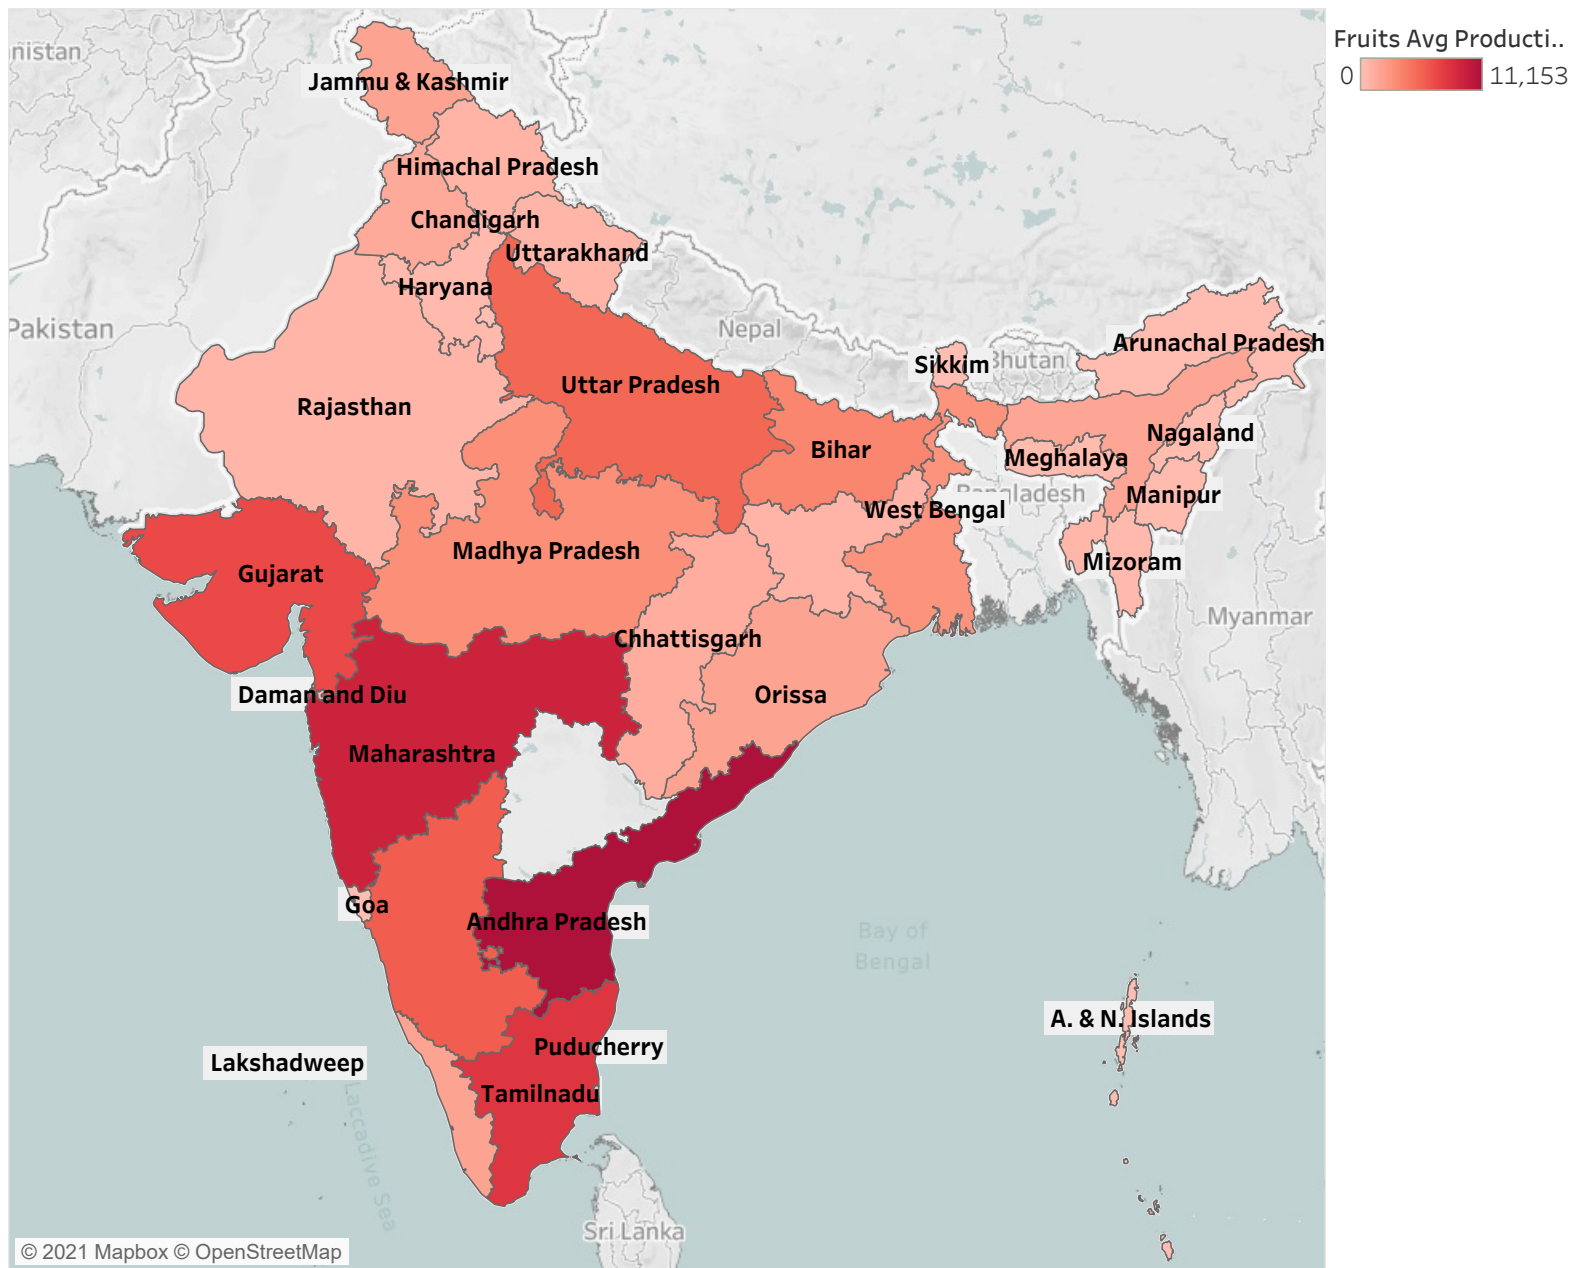 Fruits Avg Producti..
0
11,153
nistan
Jammu & Kashmir
Himachal Pradesh
Chandigarh
Uttarakhand
Haryana
Pakistan
Nepal
Arunachal Pradesh
Sikkim
Bhutan
Uttar Pradesh
Rajasthan
Nagaland
Bihar
Meghalaya
Bangladesh
Manipur
West Bengal
Madhya Pradesh
Mizoram
Gujarat
Myanmar
Chhattisgarh
Daman and Diu
Orissa
Maharashtra
Goa
Andhra Pradesh
Bay of
Bengal
A. & N. Islands
Puducherry
Lakshadweep
Tamilnadu
Laccadive Sea
Sri Lanka
© 2021 Mapbox © OpenStreetMap